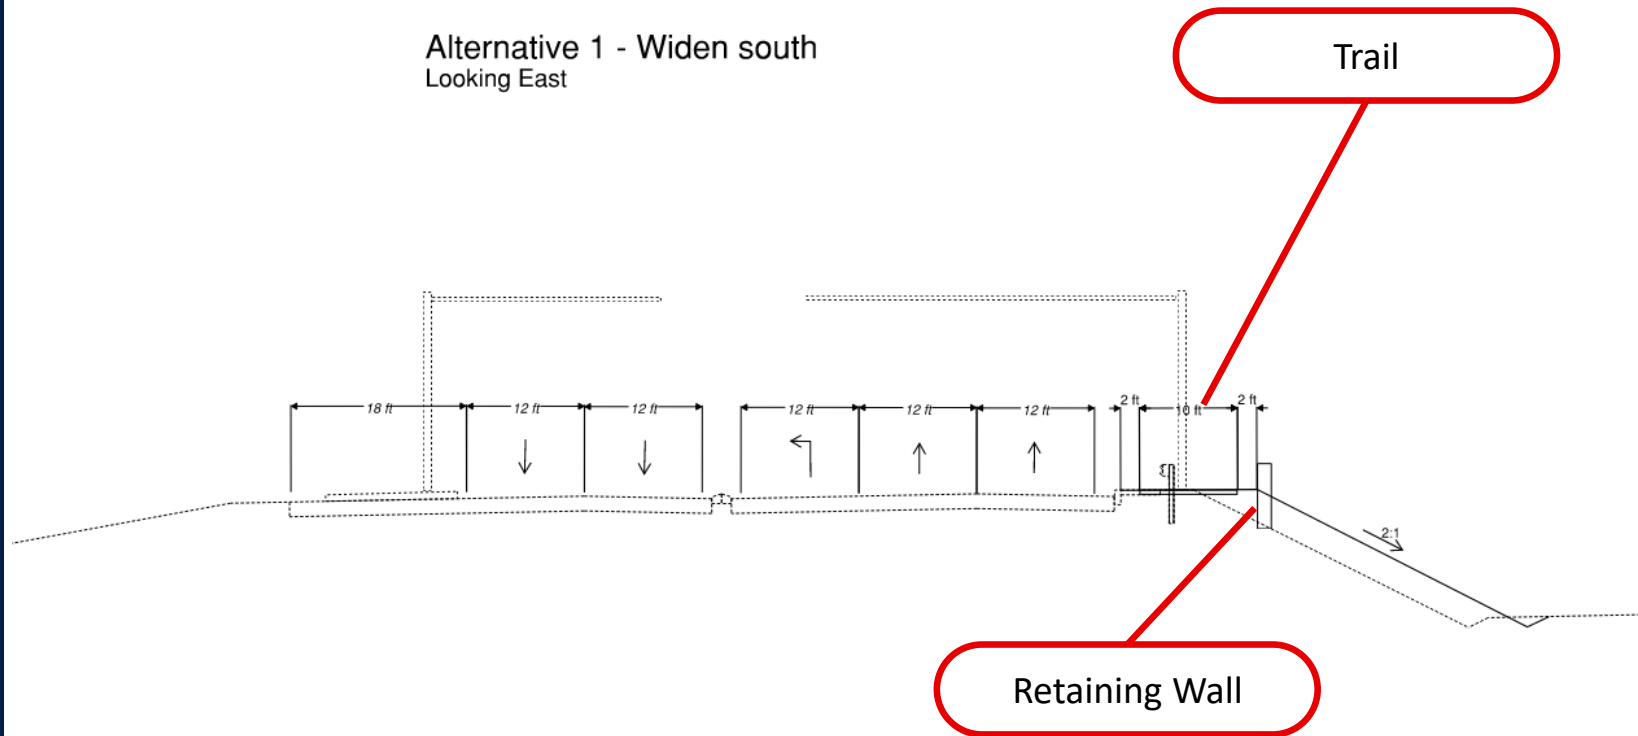 Alternative 1 - Widen south
Looking East
Trail
18 ft
12 ft
12 ft
12 ft
12 ft
12 ft
2 ft
10 ft
2 ft
2:1
Retaining Wall